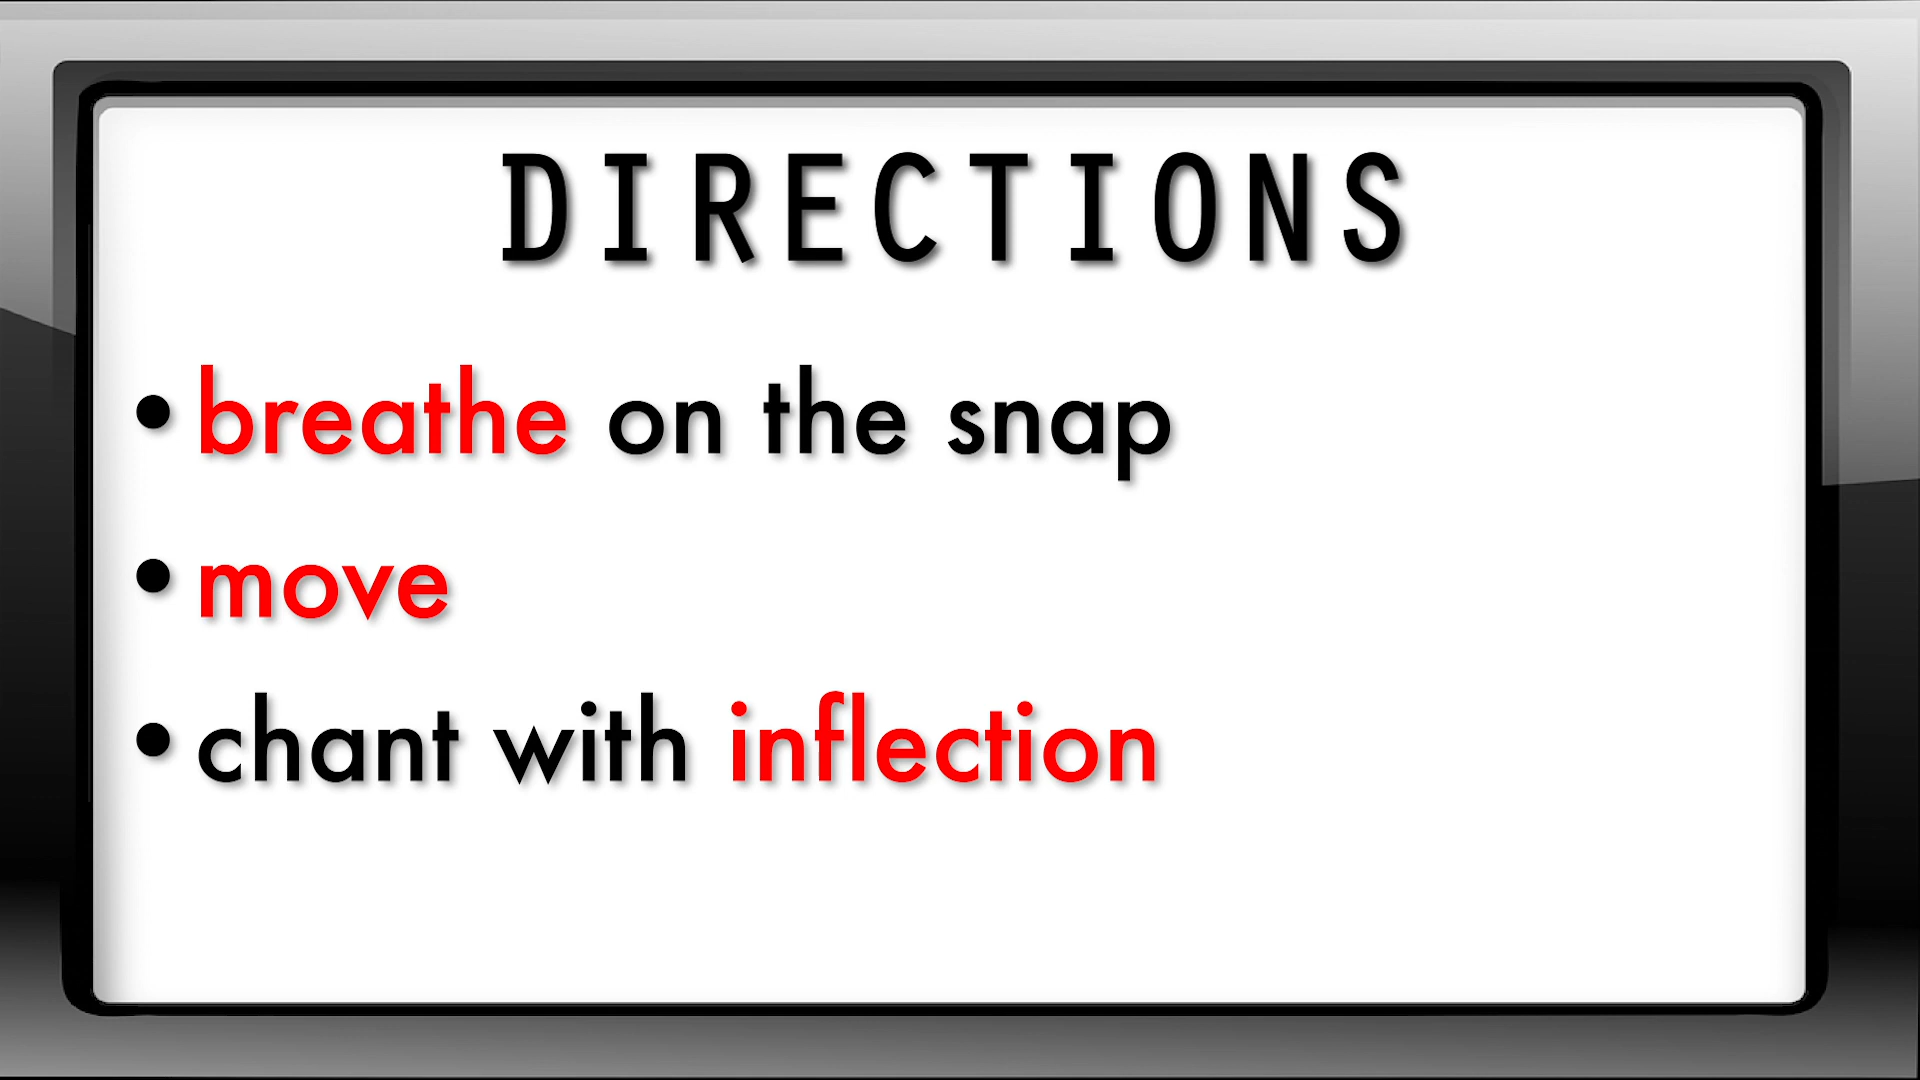 DIRECTIONS
• breathe on the snap
• move
• chant with inflection